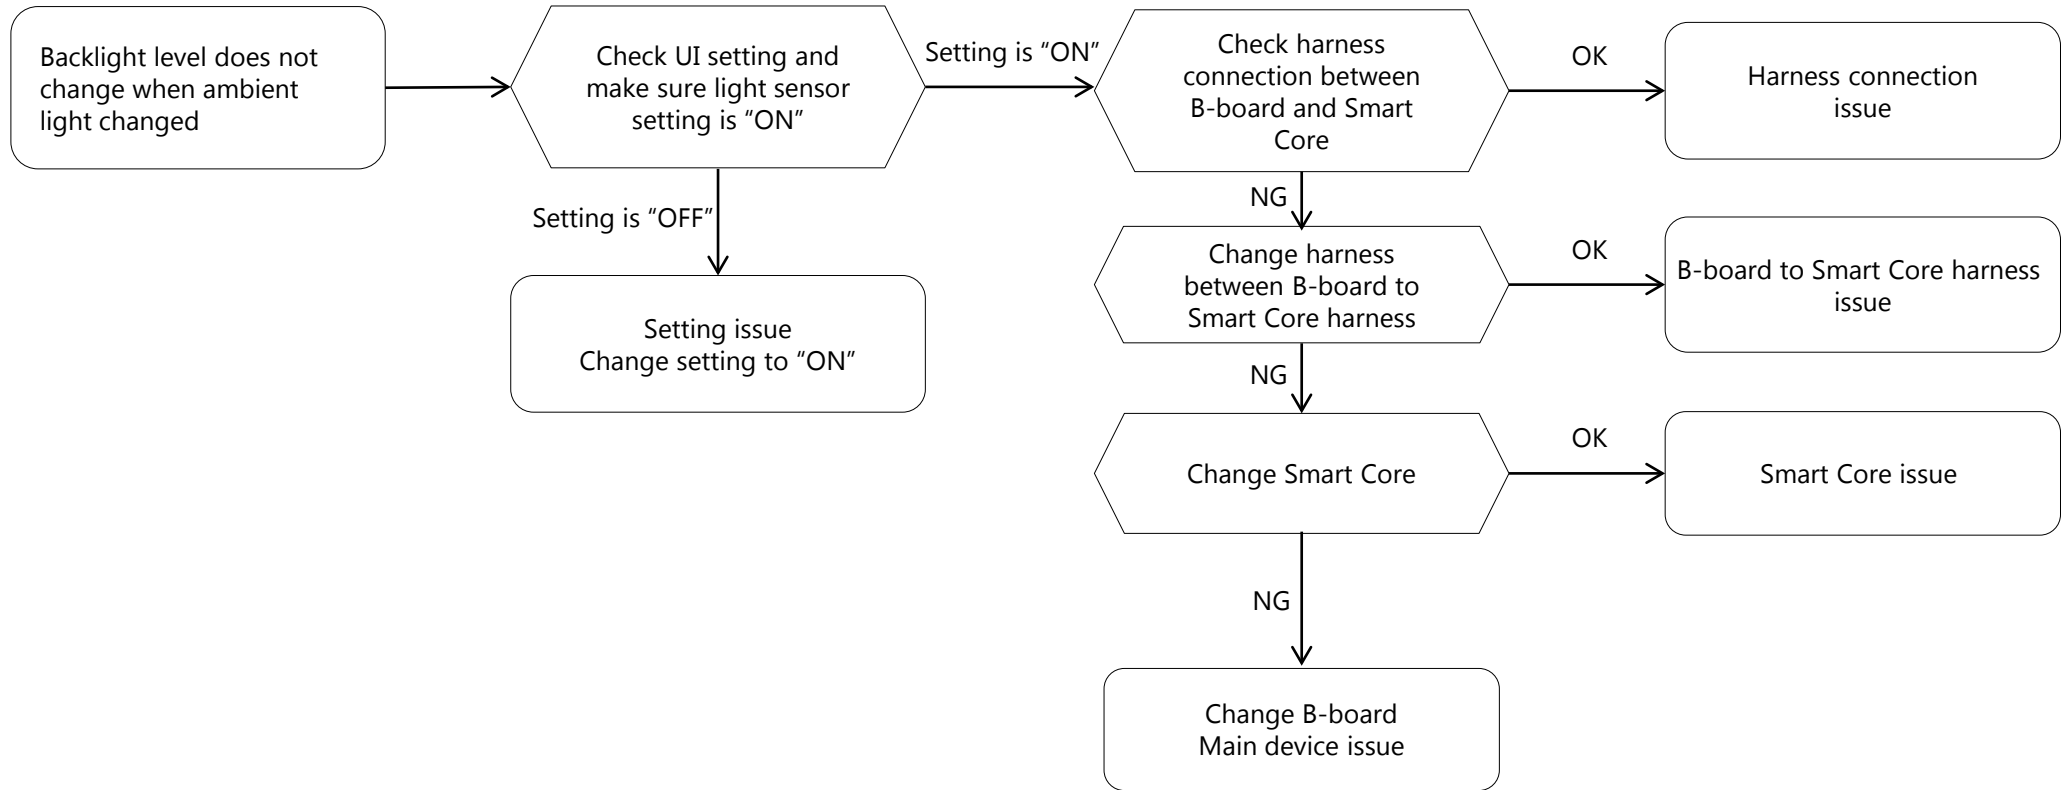 Backlight level does not
change when ambient
light changed
Check UI setting and
make sure light sensor
setting is “ON”
Setting is “ON”
Check harness
connection between
B-board and Smart
Core
OK
Harness connection
issue
Setting is “OFF”
Setting issue
Change setting to “ON”
NG
Change harness
between B-board to
Smart Core harness
OK
B-board to Smart Core harness
issue
NG
Change Smart Core
OK
Smart Core issue
NG
Change B-board
Main device issue